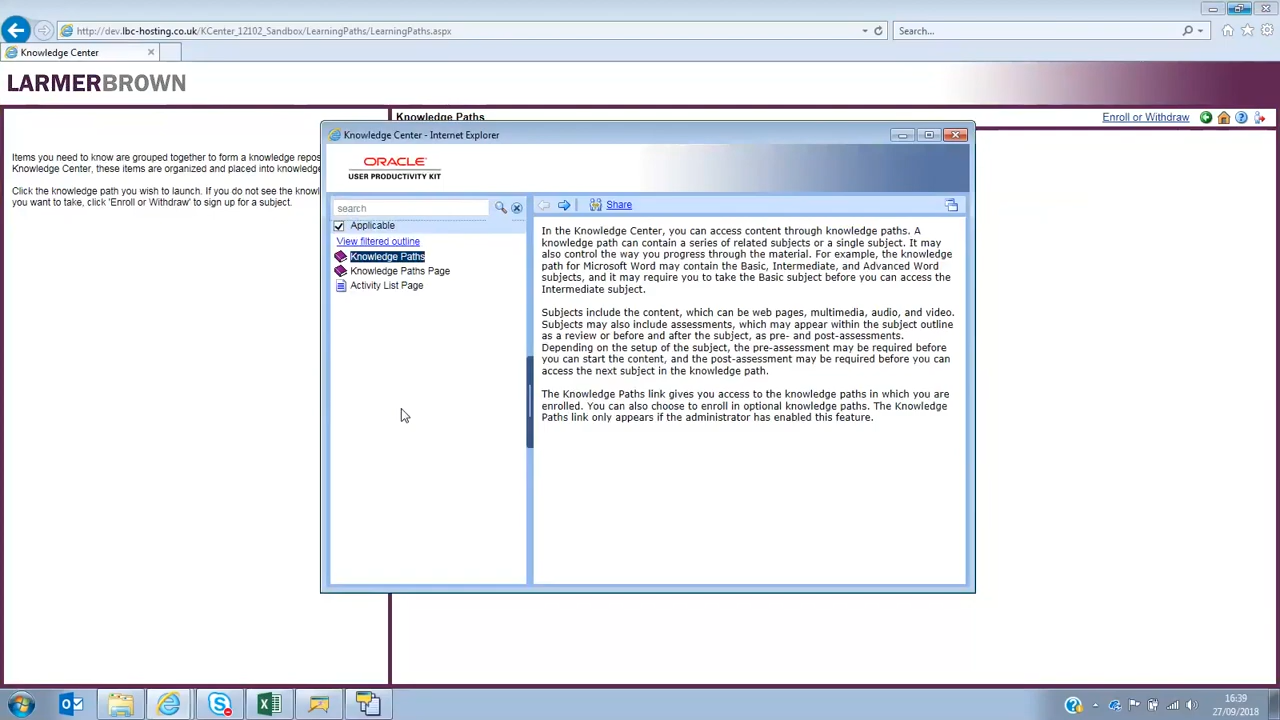 http://dev.lbc-hosting.co.uk/KCenter_12102_Sandbox/LearningPaths/LearningPaths.aspx
Search...
Knowledge Center
LARMERBROWN
Knowledge Paths
Enroll or Withdraw
Items you need to know are grouped together to form a knowledge repos
Knowledge Center, these items are organized and placed into knowledge
Click the knowledge path you wish to launch. If you do not see the knowl
you want to take, click 'Enroll or Withdraw' to sign up for a subject.
Knowledge Center - Internet Explorer
ORACLE
USER PRODUCTIVITY KIT
search
Share
Applicable
View filtered outline
Knowledge Paths
Knowledge Paths Page
Activity List Page
In the Knowledge Center, you can access content through knowledge paths. A
knowledge path can contain a series of related subjects or a single subject. It may
also control the way you progress through the material. For example, the knowledge
path for Microsoft Word may contain the Basic, Intermediate, and Advanced Word
subjects, and it may require you to take the Basic subject before you can access the
Intermediate subject.
Subjects include the content, which can be web pages, multimedia, audio, and video.
Subjects may also include assessments, which may appear within the subject outline
as a review or before and after the subject, as pre- and post-assessments.
Depending on the setup of the subject, the pre-assessment may be required before
you can start the content, and the post-assessment may be required before you can
access the next subject in the knowledge path.
The Knowledge Paths link gives you access to the knowledge paths in which you are
enrolled. You can also choose to enroll in optional knowledge paths. The Knowledge
Paths link only appears if the administrator has enabled this feature.
16:39
27/09/2018